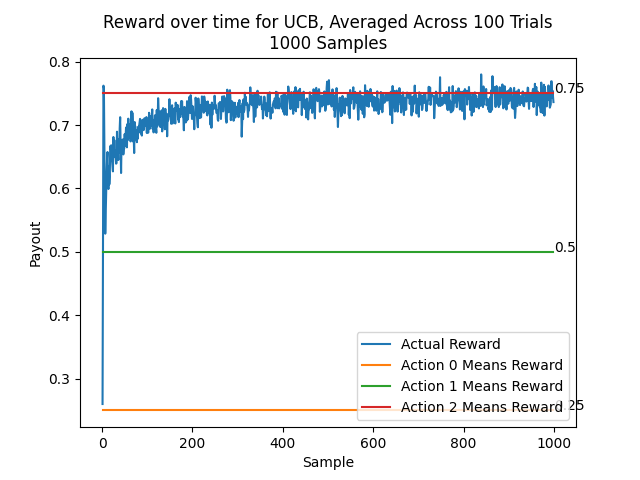 Reward over time for UCB, Averaged Across 100 Trials
1000 Samples
0.8
0.7
0.6
0.5
0.4
0.3
Payout
0.75
0.5
25
Actual Reward
Action 0 Means Reward
Action 1 Means Reward
Action 2 Means Reward
0
200
400
600
800
1000
Sample